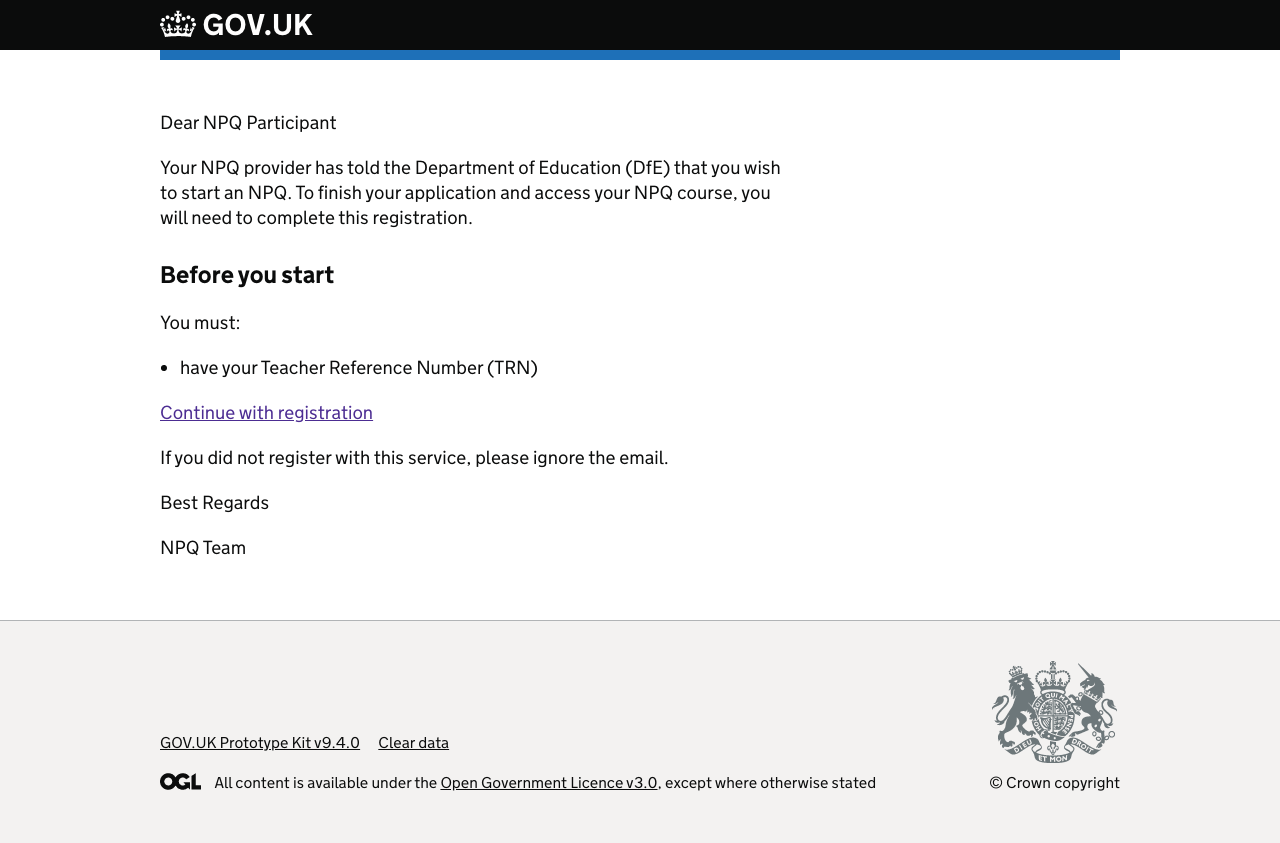 GOV.UK
Dear NPQ Participant
Your NPQ provider has told the Department of Education (DfE) that you wish
to start an NPQ. To finish your application and access your NPQ course, you
will need to complete this registration.
Before you start
You must:
• have your Teacher Reference Number (TRN)
Continue with registration
If you did not register with this service, please ignore the email.
Best Regards
NPQ Team
GOV.UK Prototype Kit v9.4.0 Clear data
OGL All content is available under the Open Government Licence v3.0, except where otherwise stated
DIEU ET MON DROIT
© Crown copyright